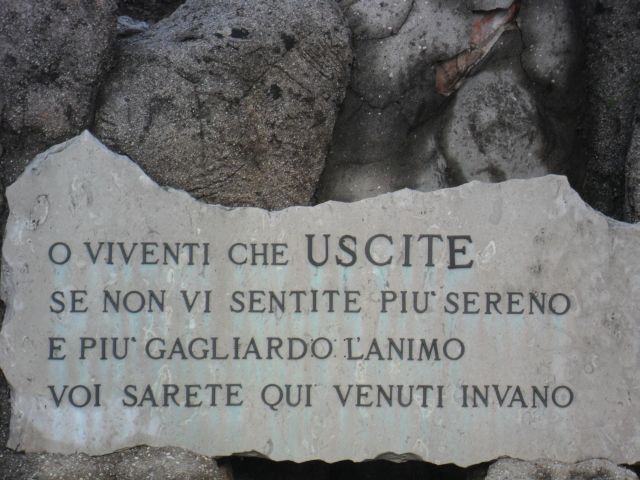 O VIVENTI CHE USCITE
SE NON VI SENTITE PIU' SERENO
E PIU' GAGLIARDO L'ANIMO
VOI SARETE QUI VENUTI INVANO